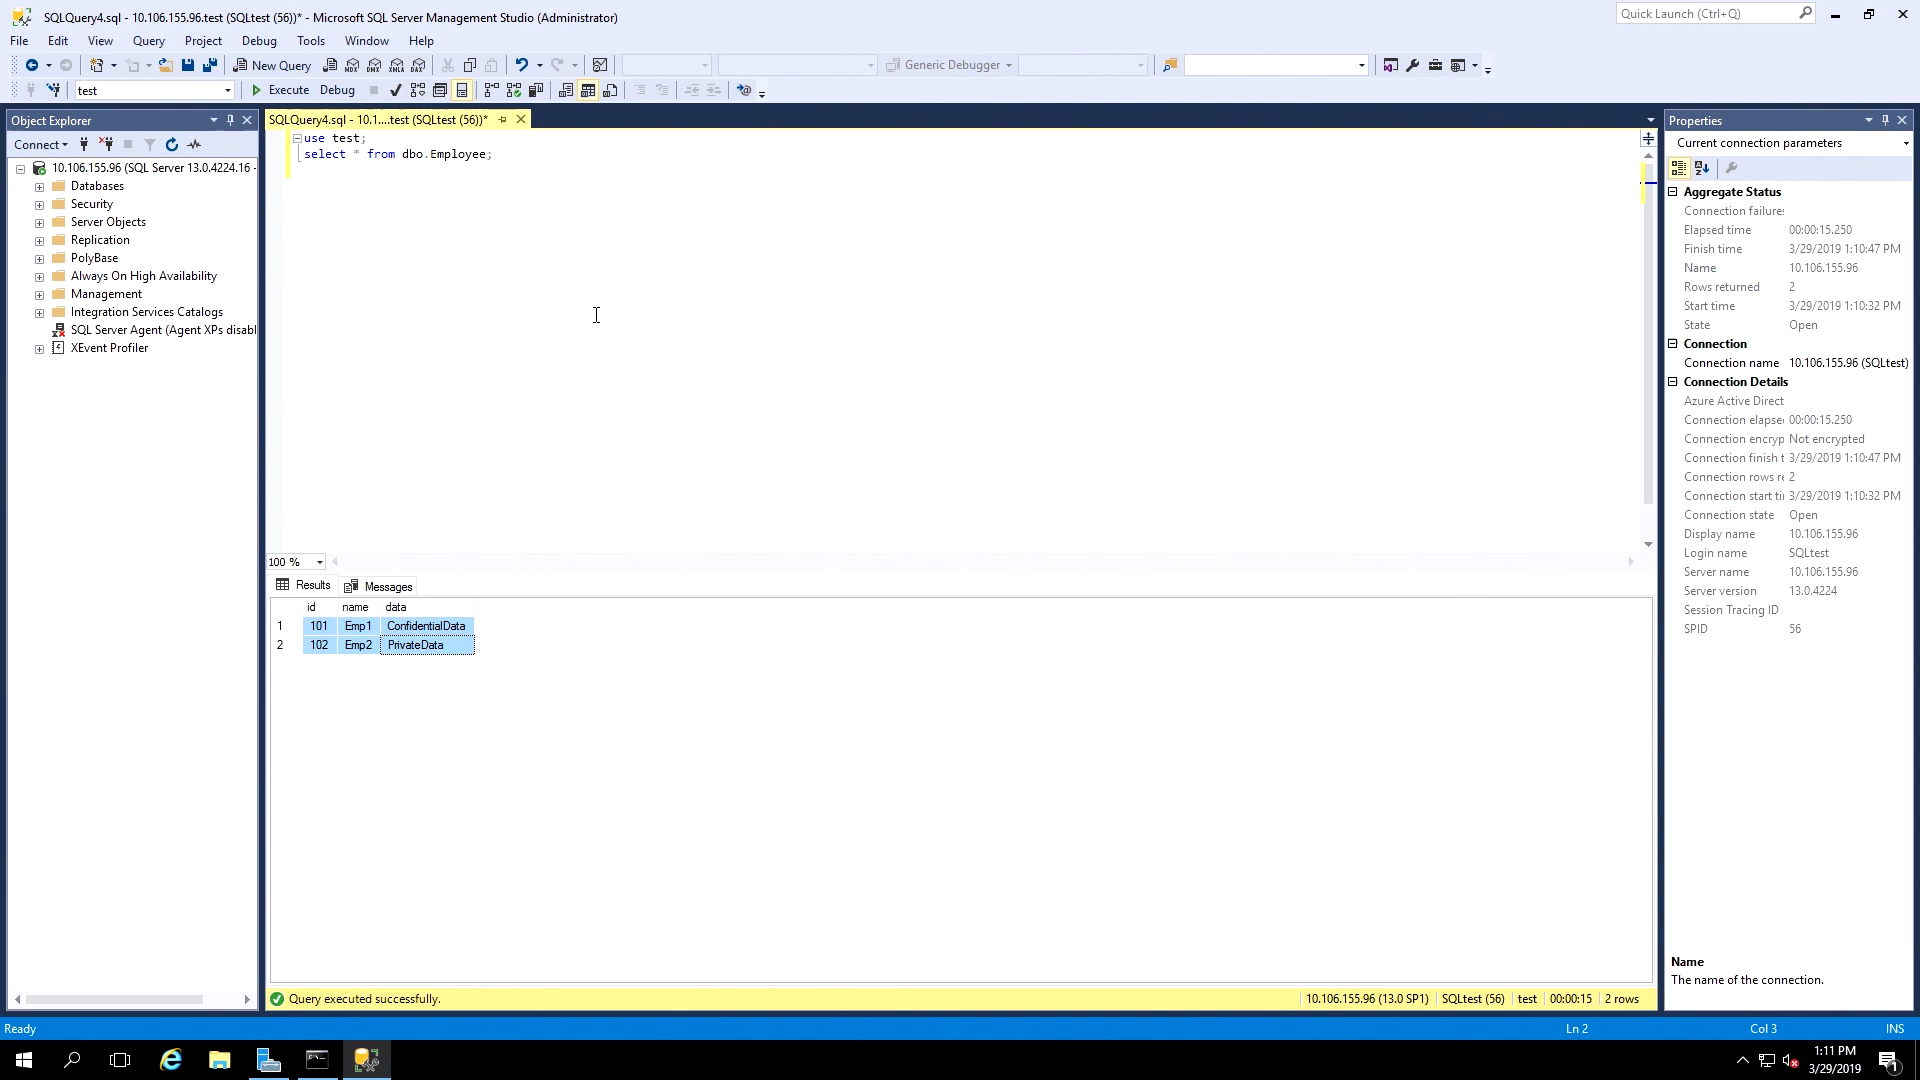 SQLQuery4.sql - 10.106.155.96.test (SQLtest (56))* - Microsoft SQL Server Management Studio (Administrator)
Quick Launch (Ctrl+Q)
File Edit View Query Project Debug Tools Window Help
New Query
Generic Debugger
test
Execute Debug
Object Explorer
Connect
10.106.155.96 (SQL Server 13.0.4224.16 -
Databases
Security
Server Objects
Replication
PolyBase
Always On High Availability
Management
Integration Services Catalogs
SQL Server Agent (Agent XPs disabl
XEvent Profiler
SQLQuery4.sql - 10.1....test (SQLtest (56))*
use test;
select * from dbo.Employee;
100 %
Results Messages
id name data
1 101 Emp1 ConfidentialData
2 102 Emp2 PrivateData
Query executed successfully.
10.106.155.96 (13.0 SP1) SQLtest (56) test 00:00:15 2 rows
Properties
Current connection parameters
Aggregate Status
Connection failures
Elapsed time 00:00:15.250
Finish time 3/29/2019 1:10:47 PM
Name 10.106.155.96
Rows returned 2
Start time 3/29/2019 1:10:32 PM
State Open
Connection
Connection name 10.106.155.96 (SQLtest)
Connection Details
Azure Active Direct
Connection elapse 00:00:15.250
Connection encryp Not encrypted
Connection finish t 3/29/2019 1:10:47 PM
Connection rows re 2
Connection start ti 3/29/2019 1:10:32 PM
Connection state Open
Display name 10.106.155.96
Login name SQLtest
Server name 10.106.155.96
Server version 13.0.4224
Session Tracing ID
SPID 56
Name
The name of the connection.
Ready
Ln 2 Col 3 INS
1:11 PM
3/29/2019
1